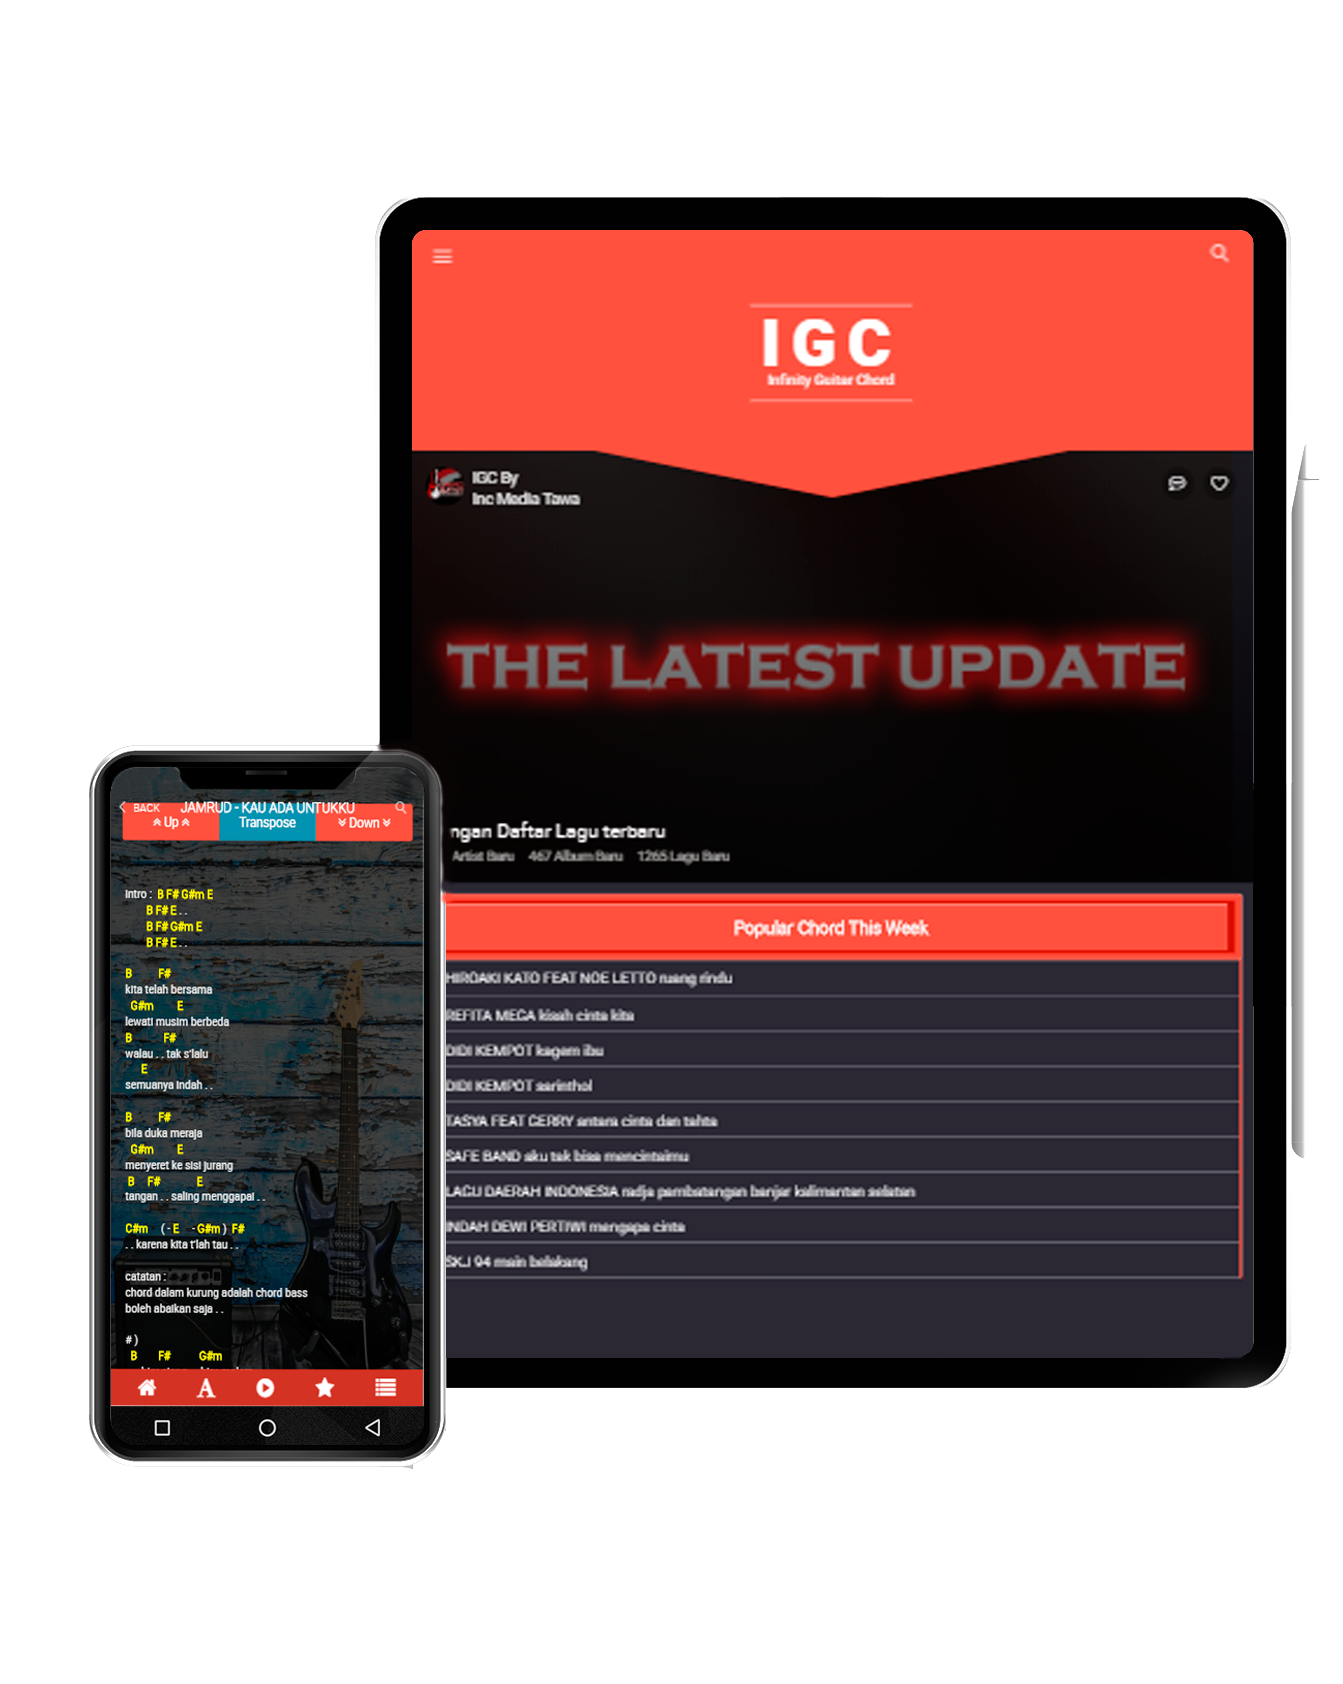 IGC
Infinity Guitar Chord
IGC By
Inc Media Tawa
THE LATEST UPDATE
ngan Daftar Lagu terbaru
Artist Baru 467 Album Baru 1265 Lagu Baru
Popular Chord This Week
HIROAKI KATO FEAT NOE LETTO ruang rindu
REFITA MEGA kisah cinta kita
DIDI KEMPOT kagem ibu
DIDI KEMPOT sarinthol
TASYA FEAT GERRY antara cinta dan tahta
SAFE BAND aku tak bisa mencintaimu
LAGU DAERAH INDONESIA radja pambatangan banjar kalimantan selatan
INDAH DEWI PERTIWI mengapa cinta
SKJ 94 main belakang
BACK JAMRUD - KAU ADA UNTUKKU
Up Transpose Down
Intro : B F# G#m E
B F# E . .
B F# G#m E
B F# E . .
B F#
kita telah bersama
G#m E
lewati musim berbeda
B F#
walau . . tak s'lalu
E
semuanya indah . .
B F#
bila duka meraja
G#m E
menyeret ke sisi jurang
B F# E
tangan . . saling menggapai . .
C#m ( - E - G#m ) F#
. . karena kita t'lah tau . .
catatan :
chord dalam kurung adalah chord bass
boleh abaikan saja . .
# )
B F# G#m
A